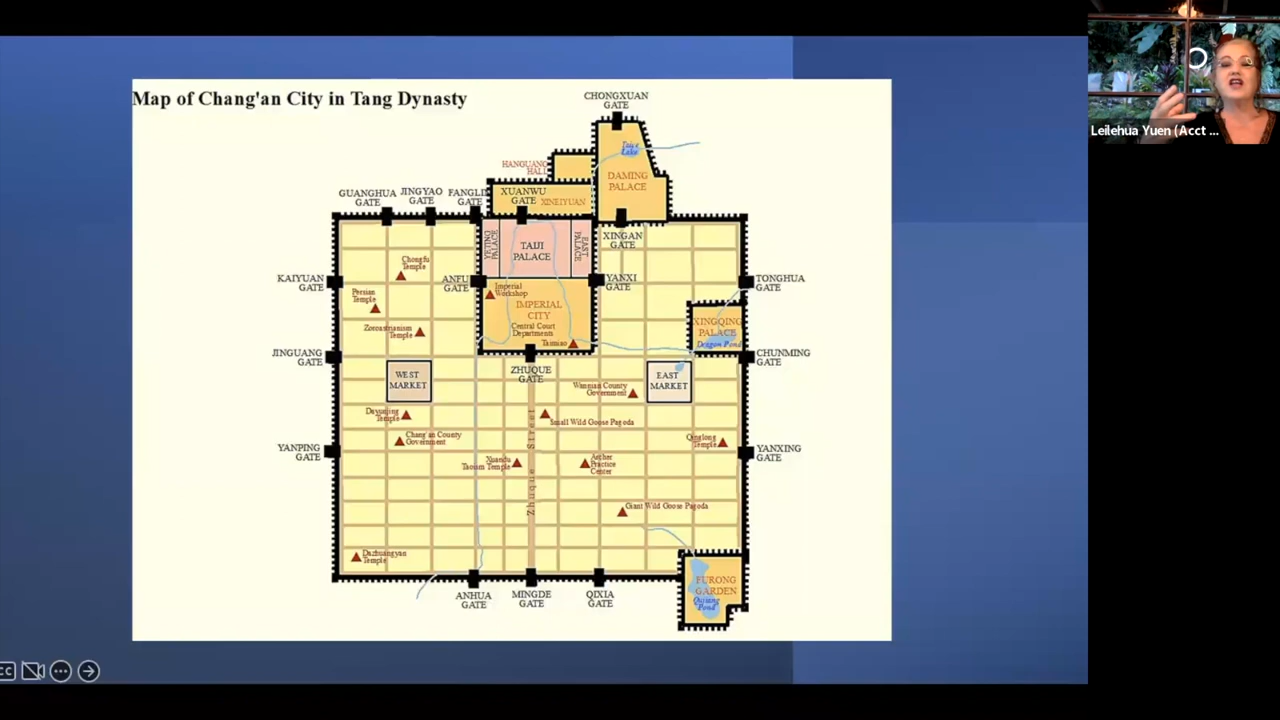 Map of Chang'an City in Tang Dynasty
CHONGXUAN
GATE
Leilehua Yuen (Acct ...
Lake
HANGUANG
HALL
DAMING
PALACE
GUANGHUA
GATE
JINGYAO
GATE
GATE
XUANWU
GATE
XINEIYUAN
XINGAN
GATE
YETING
PALACE
TAIJI
PALACE
EAST
PALACE
Chongfu
Temple
KAIYUAN
GATE
ANFU
GATE
YANXI
GATE
TONGHUA
GATE
Persian
Temple
Imperial
Workshop
IMPERIAL
CITY
Central Court
Departments
Taimiao
Zoroastrianism
Temple
XINGQING
PALACE
Dragon Pond
JINGUANG
GATE
CHUNMING
GATE
ZHUQUE
GATE
WEST
MARKET
EAST
MARKET
Wannian County
Government
Temple
Small Wild Goose Pagoda
Chang'an County
Government
Qinglong
Temple
YANPING
GATE
YANXING
GATE
Xuandu
Taoism Temple
Zhuque Street
Archer
Practice
Center
Giant Wild Goose Pagoda
Dazhuangyan
Temple
FURONG
GARDEN
Qujiang
Pond
ANHUA
GATE
MINGDE
GATE
QIXIA
GATE
CC